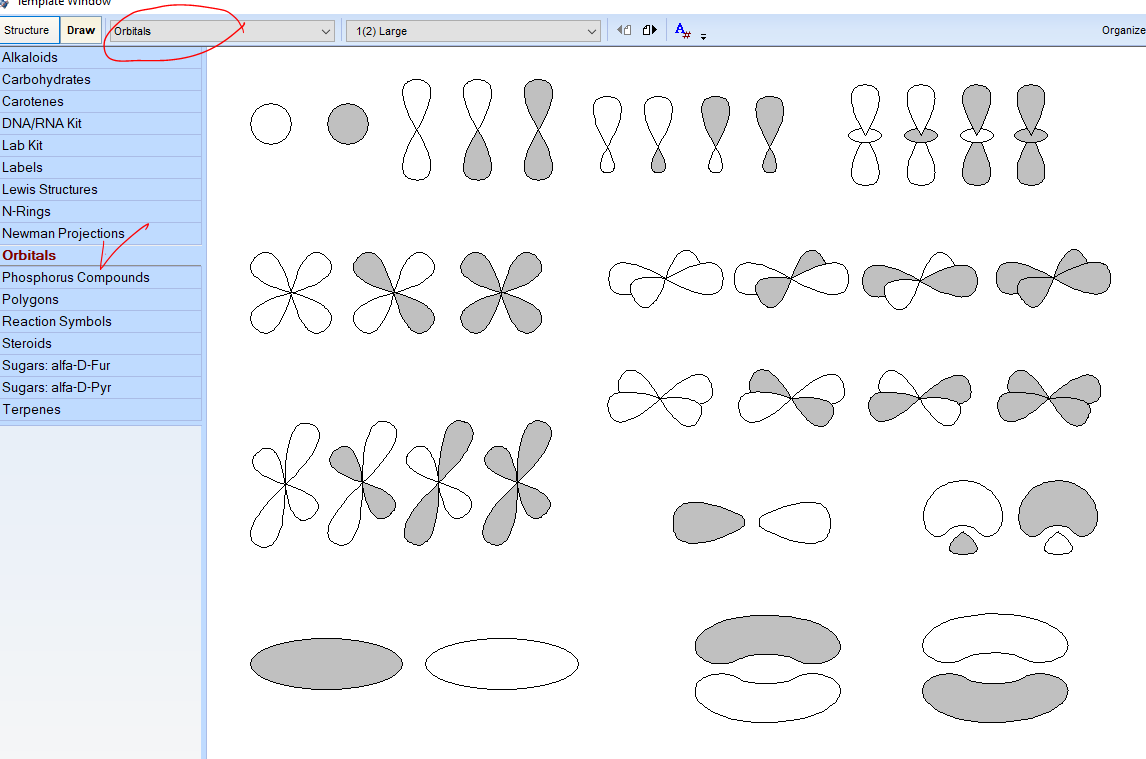 Template Window
Structure Draw Orbitals 1(2) Large A# Organize
Alkaloids
Carbohydrates
Carotenes
DNA/RNA Kit
Lab Kit
Labels
Lewis Structures
N-Rings
Newman Projections
Orbitals
Phosphorus Compounds
Polygons
Reaction Symbols
Steroids
Sugars: alfa-D-Fur
Sugars: alfa-D-Pyr
Terpenes